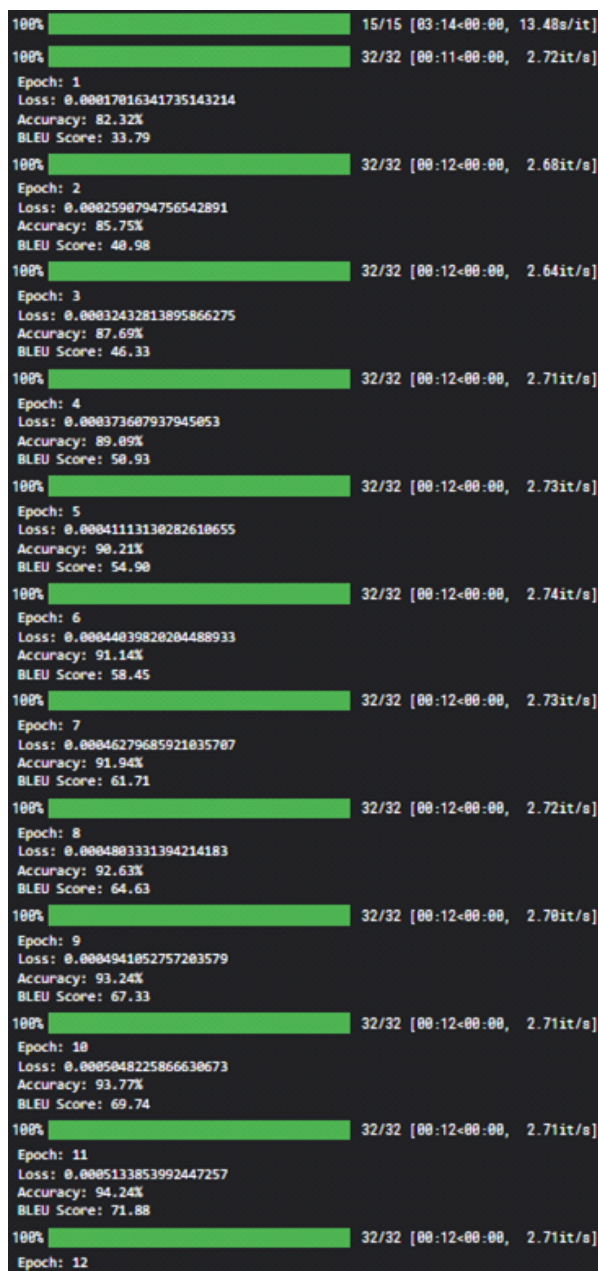 100% 15/15 [03:14<00:00, 13.48s/it]
100% 32/32 [00:11<00:00, 2.72it/s]
Epoch: 1
Loss: 0.00017016341735143214
Accuracy: 82.32%
BLEU Score: 33.79
100% 32/32 [00:12<00:00, 2.68it/s]
Epoch: 2
Loss: 0.0002590794756542891
Accuracy: 85.75%
BLEU Score: 40.98
100% 32/32 [00:12<00:00, 2.64it/s]
Epoch: 3
Loss: 0.00032432813895866275
Accuracy: 87.69%
BLEU Score: 46.33
100% 32/32 [00:12<00:00, 2.71it/s]
Epoch: 4
Loss: 0.000373607937945053
Accuracy: 89.09%
BLEU Score: 50.93
100% 32/32 [00:12<00:00, 2.73it/s]
Epoch: 5
Loss: 0.00041113130282610655
Accuracy: 90.21%
BLEU Score: 54.90
100% 32/32 [00:12<00:00, 2.74it/s]
Epoch: 6
Loss: 0.00044039820204488933
Accuracy: 91.14%
BLEU Score: 58.45
100% 32/32 [00:12<00:00, 2.73it/s]
Epoch: 7
Loss: 0.00046279685921035707
Accuracy: 91.94%
BLEU Score: 61.71
100% 32/32 [00:12<00:00, 2.72it/s]
Epoch: 8
Loss: 0.0004803331394214183
Accuracy: 92.63%
BLEU Score: 64.63
100% 32/32 [00:12<00:00, 2.70it/s]
Epoch: 9
Loss: 0.0004941052757203579
Accuracy: 93.24%
BLEU Score: 67.33
100% 32/32 [00:12<00:00, 2.71it/s]
Epoch: 10
Loss: 0.0005048225866630673
Accuracy: 93.77%
BLEU Score: 69.74
100% 32/32 [00:12<00:00, 2.71it/s]
Epoch: 11
Loss: 0.0005133853992447257
Accuracy: 94.24%
BLEU Score: 71.88
100% 32/32 [00:12<00:00, 2.71it/s]
Epoch: 12